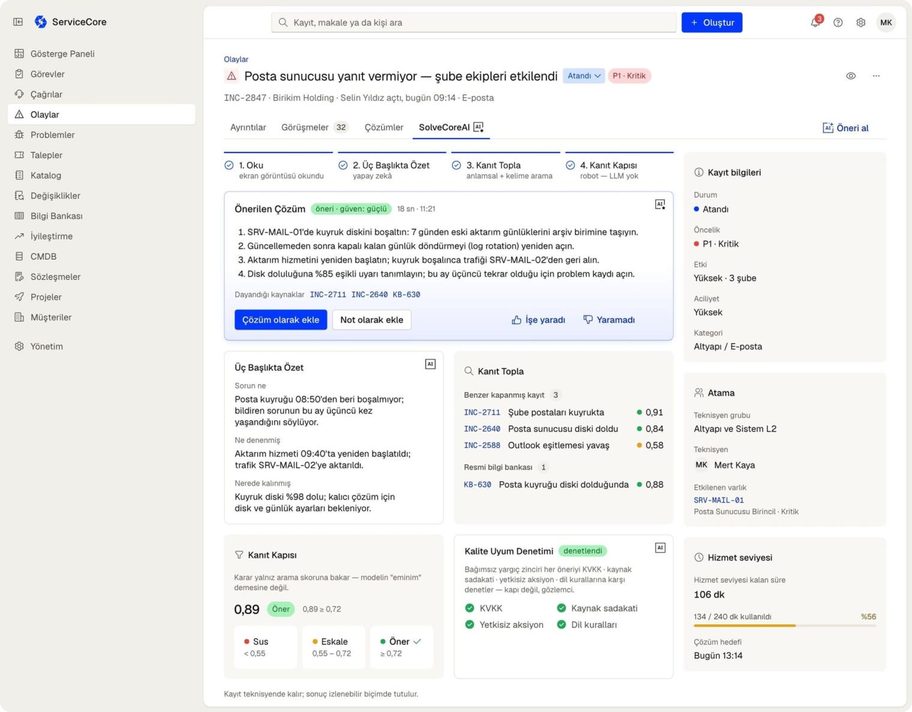 ServiceCore
Kayıt, makale ya da kişi ara
+ Oluştur
3
MK
Gösterge Paneli
Görevler
Çağrılar
Olaylar
Problemler
Talepler
Katalog
Değişiklikler
Bilgi Bankası
İyileştirme
CMDB
Sözleşmeler
Projeler
Müşteriler
Yönetim
Olaylar
Posta sunucusu yanıt vermiyor — şube ekipleri etkilendi
Atandı
P1 · Kritik
INC-2847 · Birikim Holding · Selin Yıldız açtı, bugün 09:14 · E-posta
Ayrıntılar
Görüşmeler 32
Çözümler
SolveCoreAI AI
AI Öneri al
1. Oku
ekran görüntüsü okundu
2. Üç Başlıkta Özet
yapay zekâ
3. Kanıt Topla
anlamsal + kelime arama
4. Kanıt Kapısı
robot — LLM yok
Önerilen Çözüm
öneri · güven: güçlü
18 sn · 11:21
AI
1. SRV-MAIL-01'de kuyruk diskini boşaltın: 7 günden eski aktarım günlüklerini arşiv birimine taşıyın.
2. Güncellemeden sonra kapalı kalan günlük döndürmeyi (log rotation) yeniden açın.
3. Aktarım hizmetini yeniden başlatın; kuyruk boşalınca trafiği SRV-MAIL-02'den geri alın.
4. Disk doluluğuna %85 eşikli uyarı tanımlayın; bu ay üçüncü tekrar olduğu için problem kaydı açın.
Dayandığı kaynaklar INC-2711 INC-2640 KB-630
Çözüm olarak ekle
Not olarak ekle
İşe yaradı
Yaramadı
Üç Başlıkta Özet
AI
Sorun ne
Posta kuyruğu 08:50'den beri boşalmıyor;
bildiren sorunun bu ay üçüncü kez
yaşandığını söylüyor.
Ne denenmiş
Aktarım hizmeti 09:40'ta yeniden başlatıldı;
trafik SRV-MAIL-02'ye aktarıldı.
Nerede kalınmış
Kuyruk diski %98 dolu; kalıcı çözüm için
disk ve günlük ayarları bekleniyor.
Kanıt Topla
Benzer kapanmış kayıt 3
INC-2711 Şube postaları kuyrukta 0,91
INC-2640 Posta sunucusu diski doldu 0,84
INC-2588 Outlook eşitlemesi yavaş 0,58
Resmi bilgi bankası 1
KB-630 Posta kuyruğu diski dolduğunda 0,88
Kanıt Kapısı
Karar yalnız arama skoruna bakar — modelin "eminim"
demesine değil.
0,89 Öner 0,89 ≥ 0,72
Sus
< 0,55
Eskale
0,55 – 0,72
Öner
≥ 0,72
Kalite Uyum Denetimi
denetlendi
AI
Bağımsız yargıç zinciri her öneriyi KVKK · kaynak
sadakati · yetkisiz aksiyon · dil kurallarına karşı
denetler — kapı değil, gözlemci.
KVKK
Kaynak sadakati
Yetkisiz aksiyon
Dil kuralları
Kayıt teknisyende kalır; sonuç izlenebilir biçimde tutulur.
Kayıt bilgileri
Durum
Atandı
Öncelik
P1 · Kritik
Etki
Yüksek · 3 şube
Aciliyet
Yüksek
Kategori
Altyapı / E-posta
Atama
Teknisyen grubu
Altyapı ve Sistem L2
Teknisyen
MK Mert Kaya
Etkilenen varlık
SRV-MAIL-01
Posta Sunucusu Birincil · Kritik
Hizmet seviyesi
Hizmet seviyesi kalan süre
106 dk
134 / 240 dk kullanıldı %56
Çözüm hedefi
Bugün 13:14